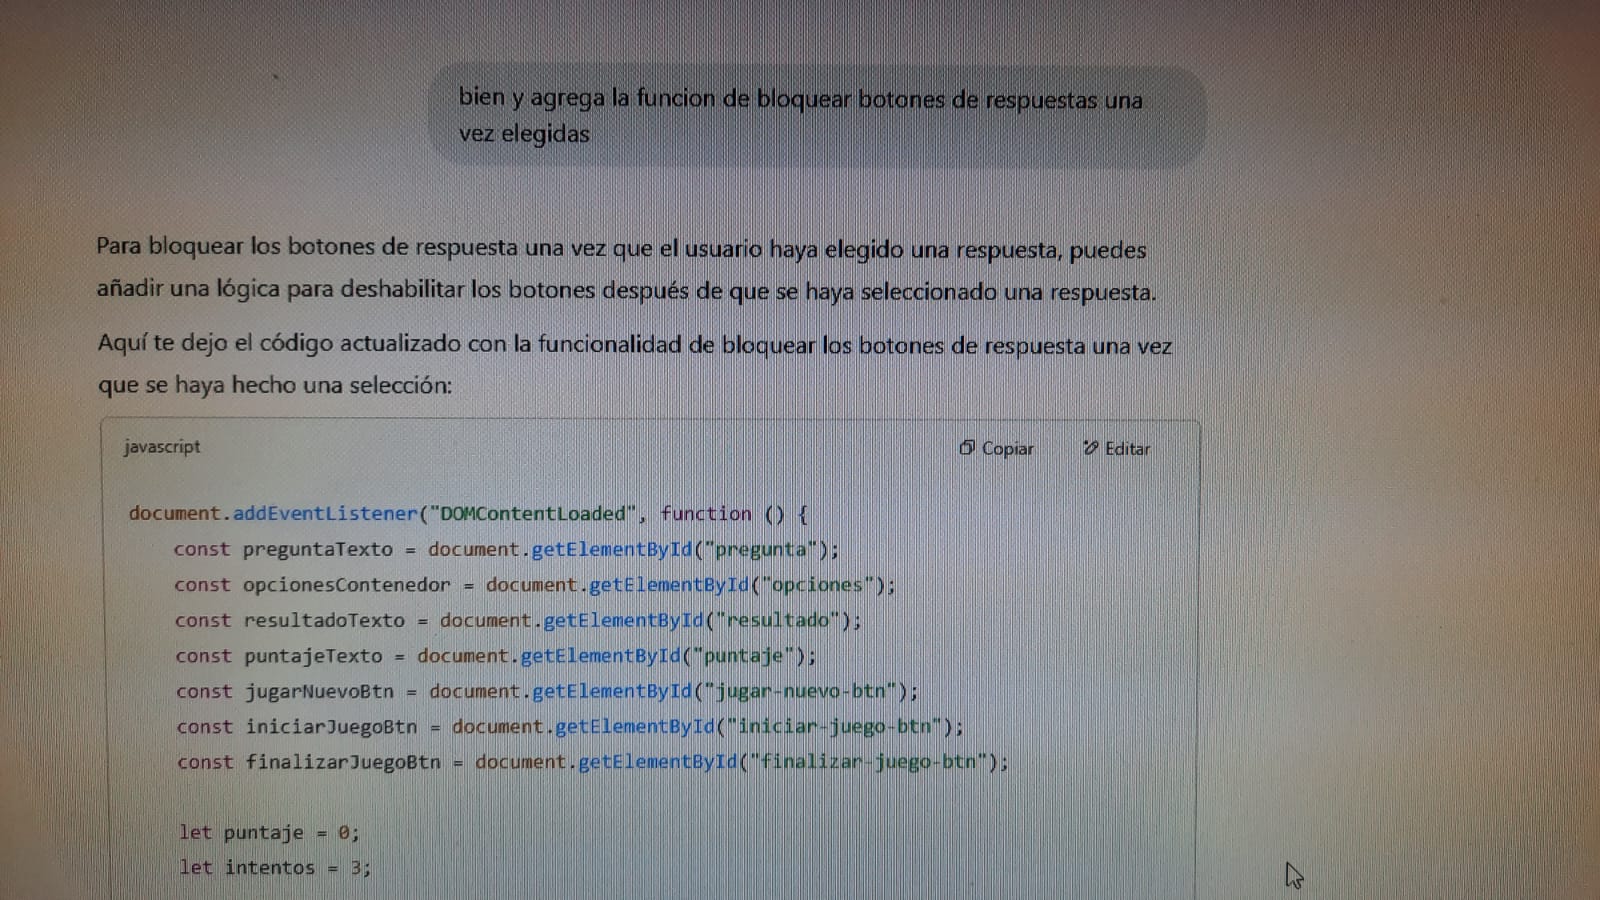 bien y agrega la funcion de bloquear botones de respuestas una
vez elegidas
Para bloquear los botones de respuesta una vez que el usuario haya elegido una respuesta, puedes
añadir una lógica para deshabilitar los botones después de que se haya seleccionado una respuesta.
Aquí te dejo el código actualizado con la funcionalidad de bloquear los botones de respuesta una vez
que se haya hecho una selección:
javascript Copiar Editar
document.addEventListener("DOMContentLoaded", function () {
    const preguntaTexto = document.getElementById("pregunta");
    const opcionesContenedor = document.getElementById("opciones");
    const resultadoTexto = document.getElementById("resultado");
    const puntajeTexto = document.getElementById("puntaje");
    const jugarNuevoBtn = document.getElementById("jugar-nuevo-btn");
    const iniciarJuegoBtn = document.getElementById("iniciar-juego-btn");
    const finalizarJuegoBtn = document.getElementById("finalizar-juego-btn");
    let puntaje = 0;
    let intentos = 3;